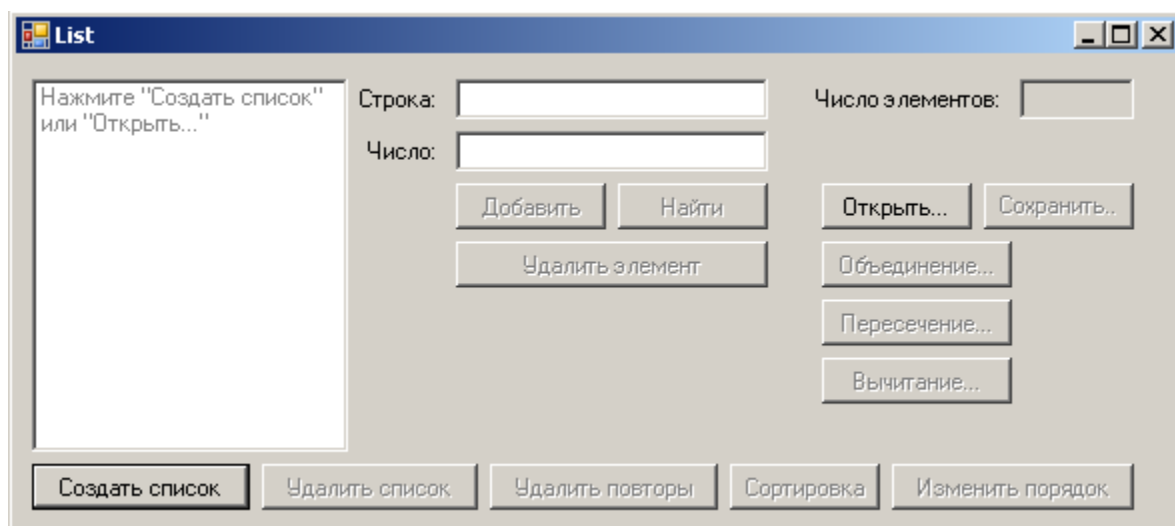 List
Нажмите "Создать список"
или "Открыть..."
Строка:
Число элементов:
Число:
Добавить
Найти
Открыть...
Сохранить..
Удалить элемент
Объединение...
Пересечение...
Вычитание...
Создать список
Удалить список
Удалить повторы
Сортировка
Изменить порядок